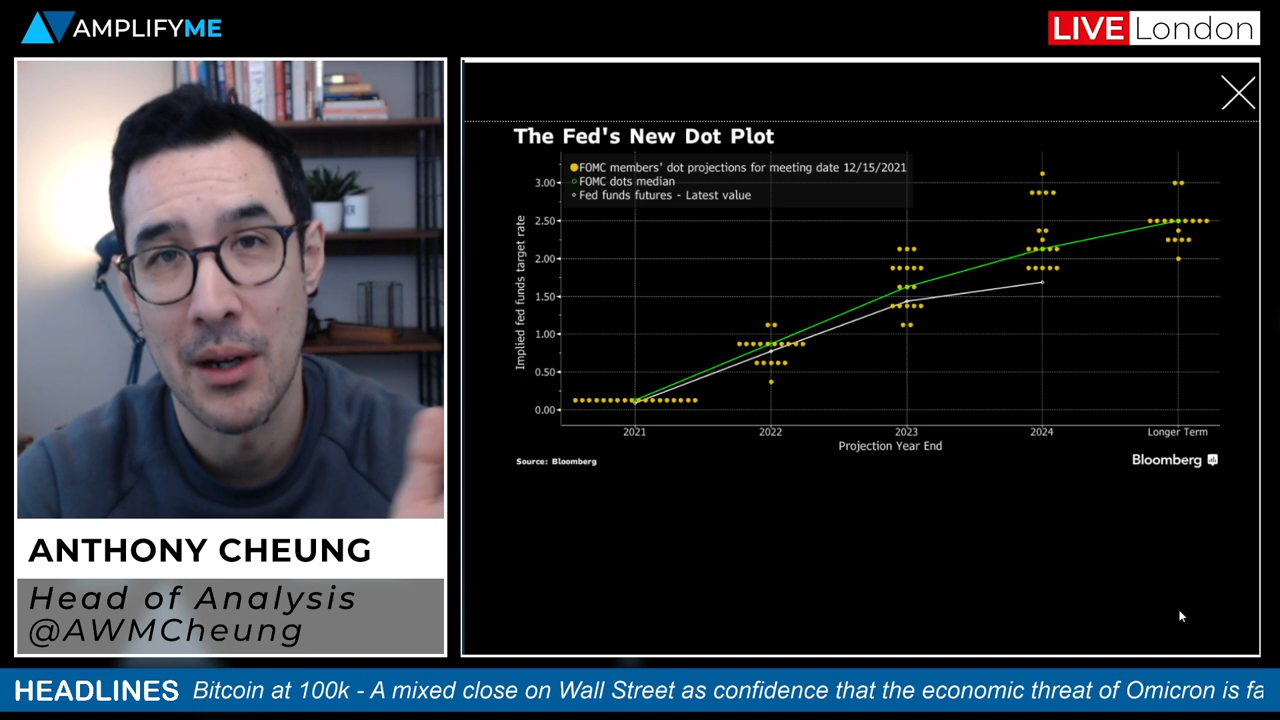 AMPLIFYME
LIVE London
The Fed's New Dot Plot
FOMC members' dot projections for meeting date 12/15/2021
FOMC dots median
Fed funds futures - Latest value
Implied fed funds target rate
3.00
2.50
2.00
1.50
1.00
0.50
0.00
2021 2022 2023 2024 Longer Term
Projection Year End
Source: Bloomberg
Bloomberg
ANTHONY CHEUNG
Head of Analysis
@AWMCheung
HEADLINES Bitcoin at 100k - A mixed close on Wall Street as confidence that the economic threat of Omicron is fa